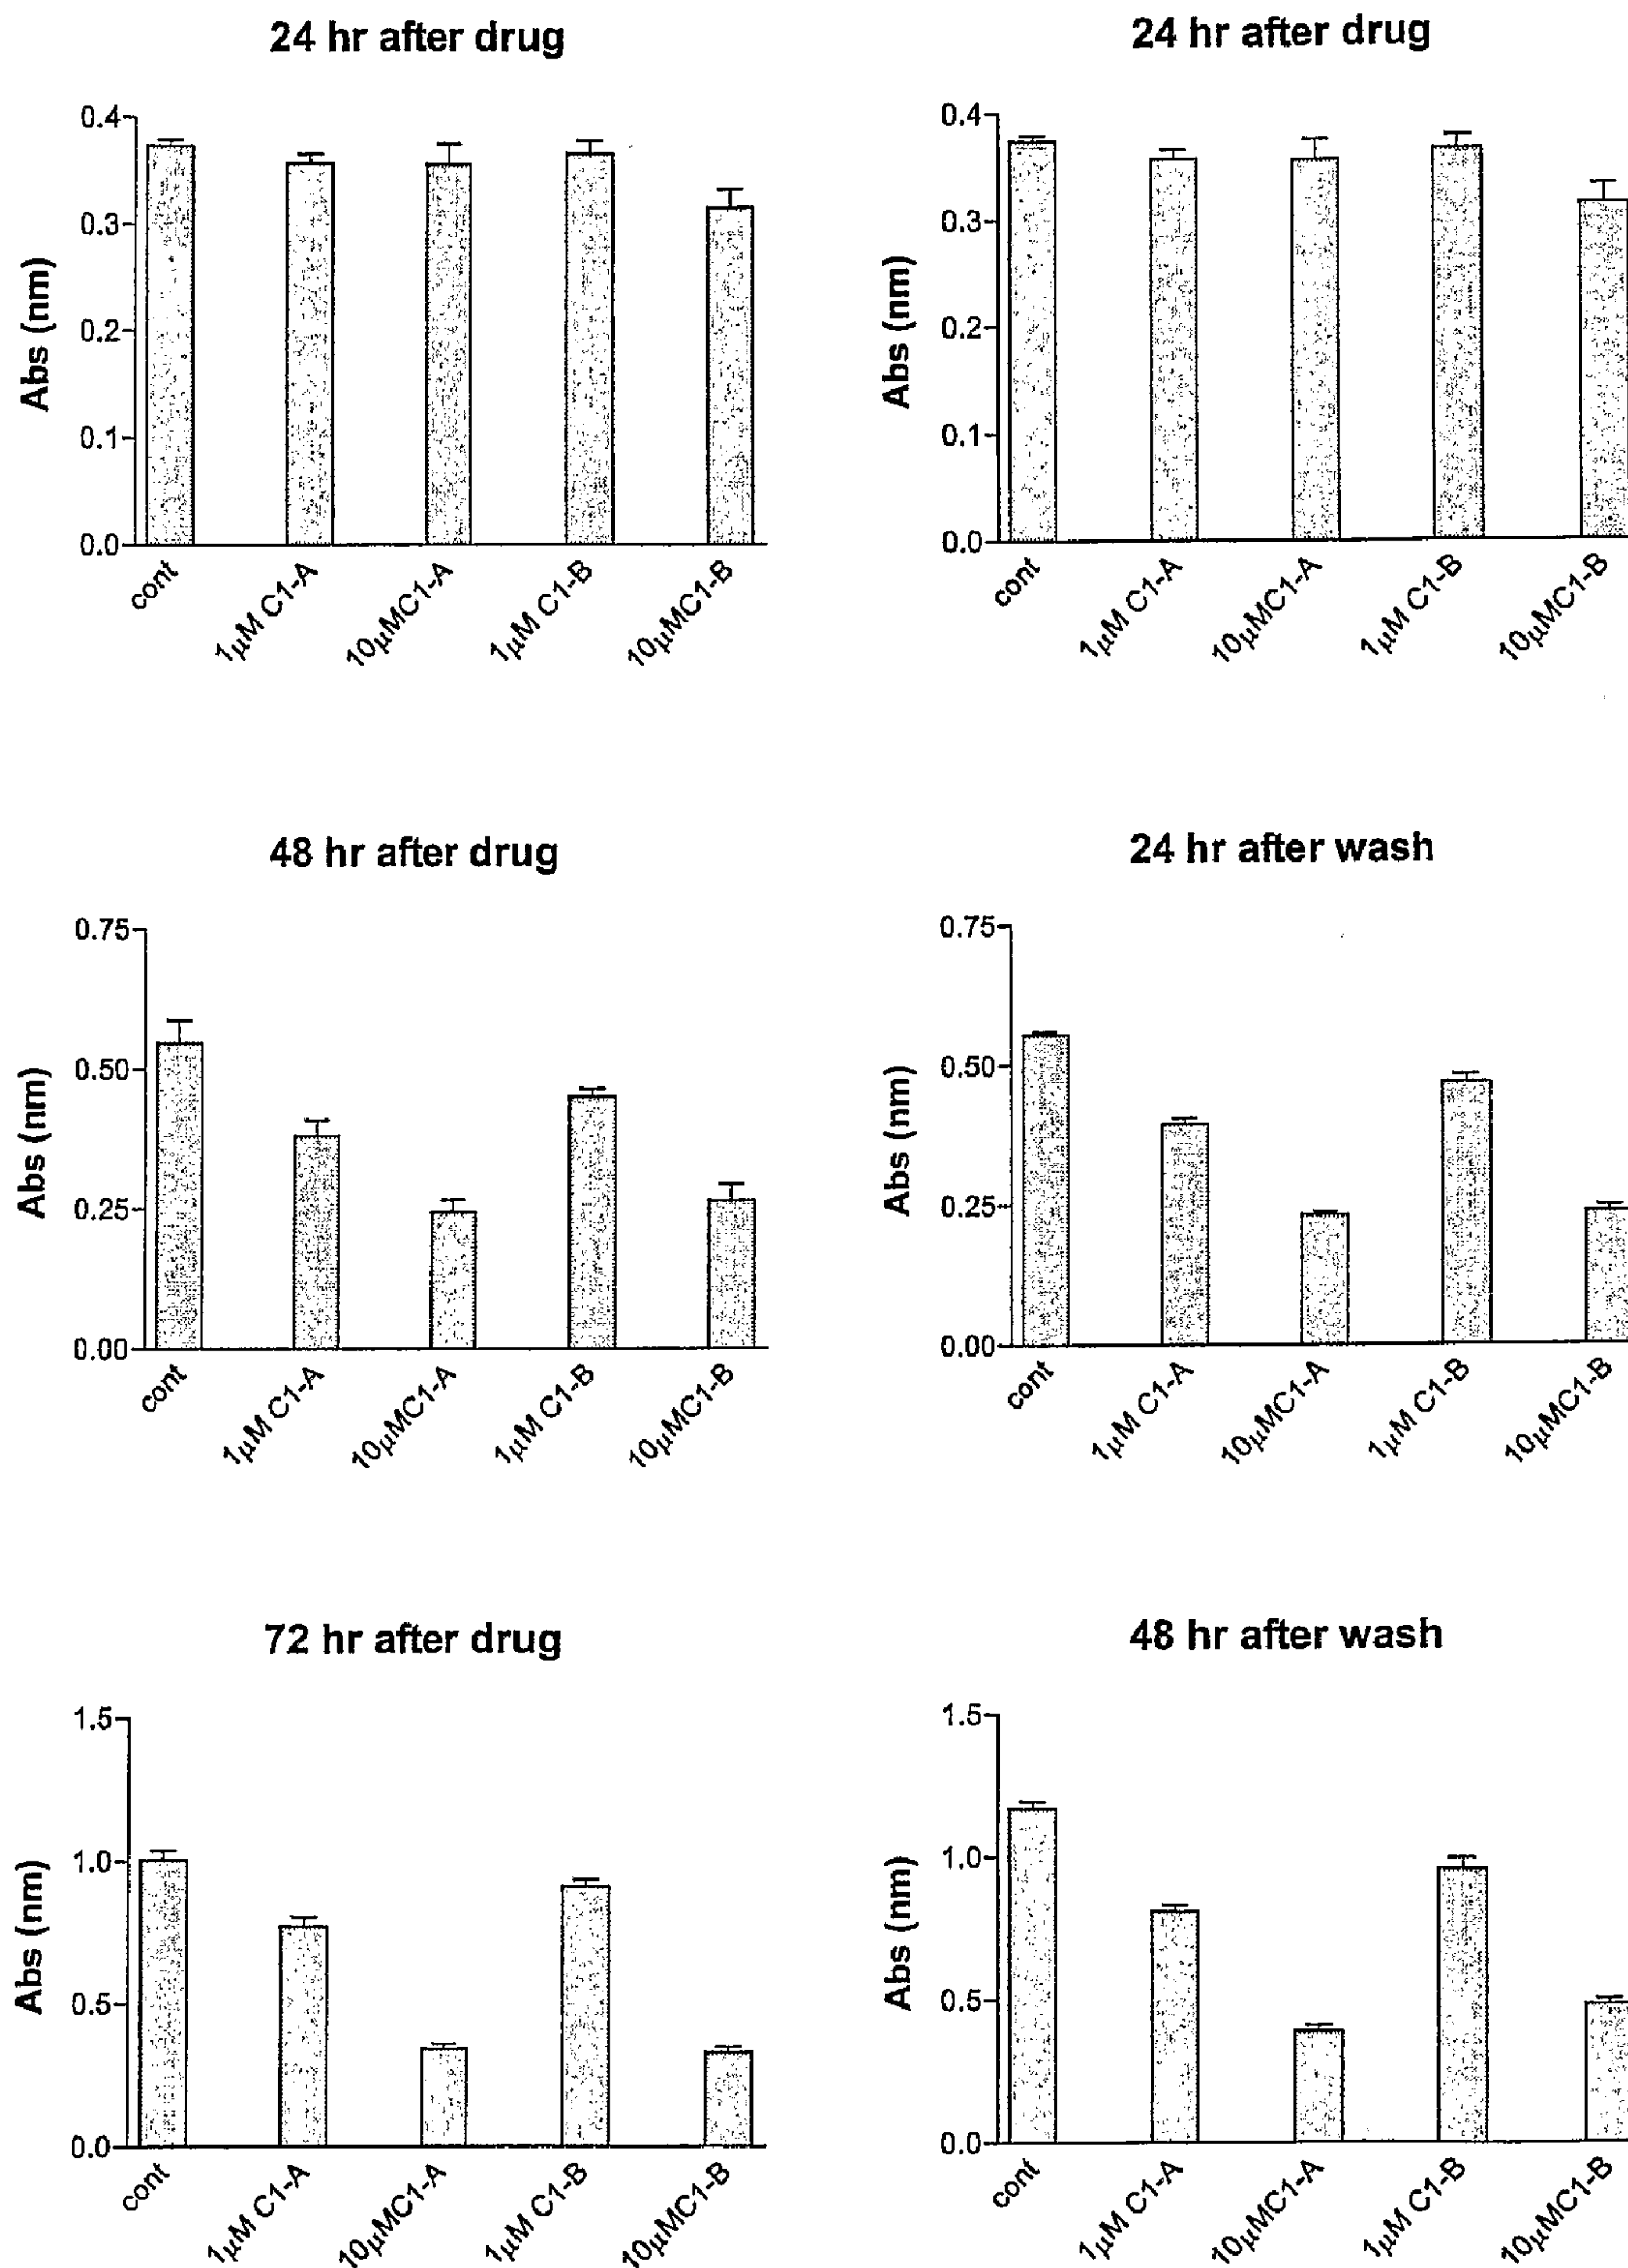 24 hr after drug
Abs (nm)
0.4
0.3
0.2
0.1
0.0
cont
1µM C1-A
10µMC1-A
1µM C1-B
10µMC1-B
24 hr after drug
Abs (nm)
0.4
0.3
0.2
0.1
0.0
cont
1µM C1-A
10µMC1-A
1µM C1-B
10µMC1-B
48 hr after drug
Abs (nm)
0.75
0.50
0.25
0.00
cont
1µM C1-A
10µMC1-A
1µM C1-B
10µMC1-B
24 hr after wash
Abs (nm)
0.75
0.50
0.25
0.00
cont
1µM C1-A
10µMC1-A
1µM C1-B
10µMC1-B
72 hr after drug
Abs (nm)
1.5
1.0
0.5
0.0
cont
1µM C1-A
10µMC1-A
1µM C1-B
10µMC1-B
48 hr after wash
Abs (nm)
1.5
1.0
0.5
0.0
cont
1µM C1-A
10µMC1-A
1µM C1-B
10µMC1-B